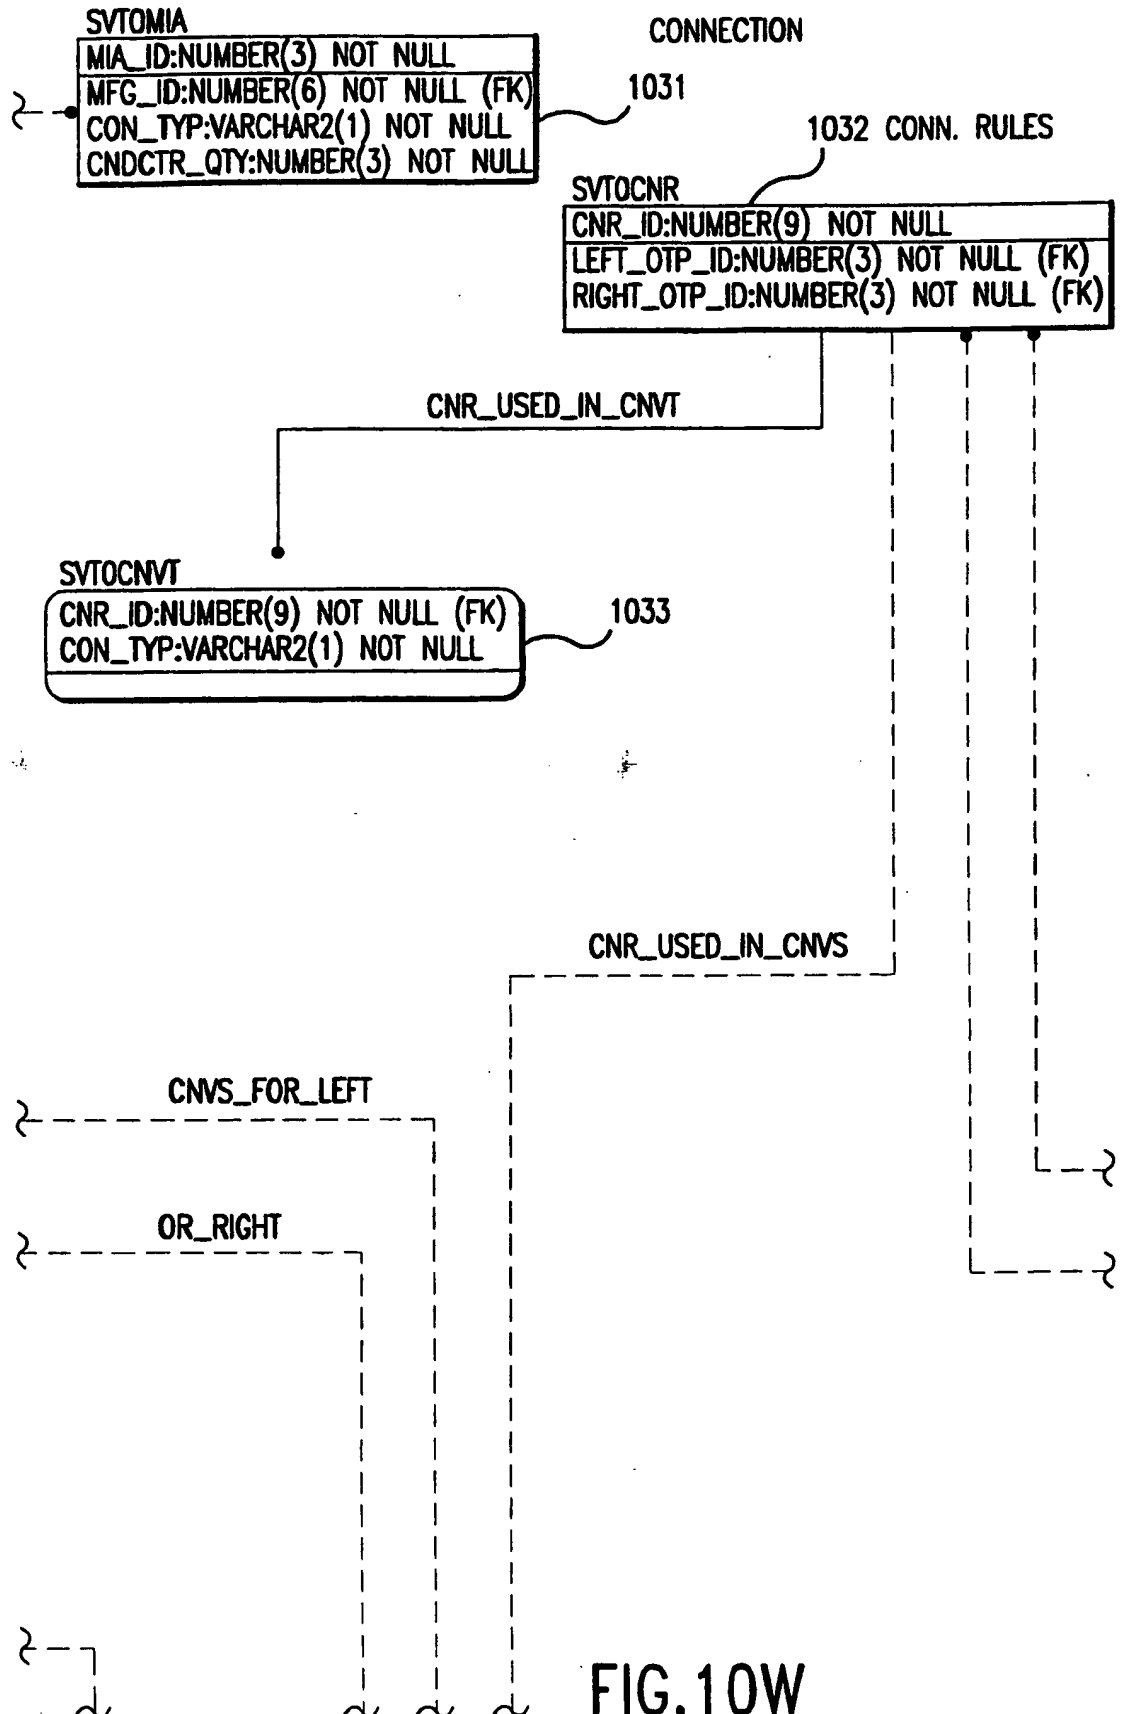 SVTOMIA
CONNECTION
MIA_ID:NUMBER(3) NOT NULL
MFG_ID:NUMBER(6) NOT NULL (FK)
CON_TYP:VARCHAR2(1) NOT NULL
CNDCTR_QTY:NUMBER(3) NOT NULL
1031
1032 CONN. RULES
SVTOCNR
CNR_ID:NUMBER(9) NOT NULL
LEFT_OTP_ID:NUMBER(3) NOT NULL (FK)
RIGHT_OTP_ID:NUMBER(3) NOT NULL (FK)
CNR_USED_IN_CNVT
SVTOCNVT
CNR_ID:NUMBER(9) NOT NULL (FK)
CON_TYP:VARCHAR2(1) NOT NULL
1033
CNR_USED_IN_CNVS
CNVS_FOR_LEFT
OR_RIGHT
FIG.10W